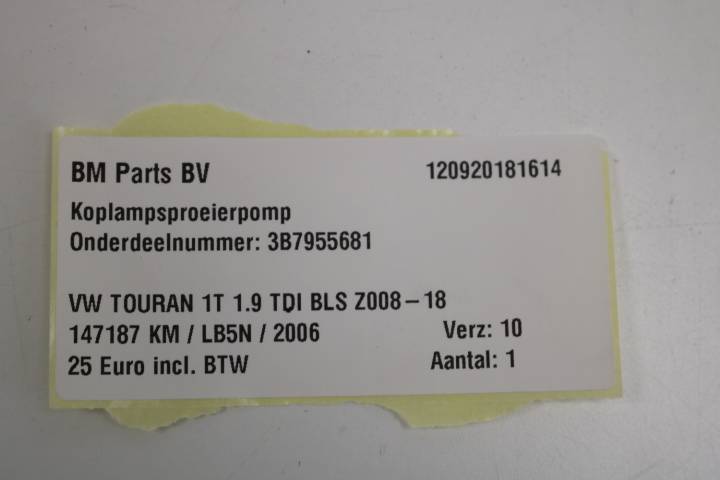 BM Parts BV 120920181614
Koplampsproeierpomp
Onderdeelnummer: 3B7955681
VW TOURAN 1T 1.9 TDI BLS Z008-18
147187 KM / LB5N / 2006 Verz: 10
25 Euro incl. BTW Aantal: 1